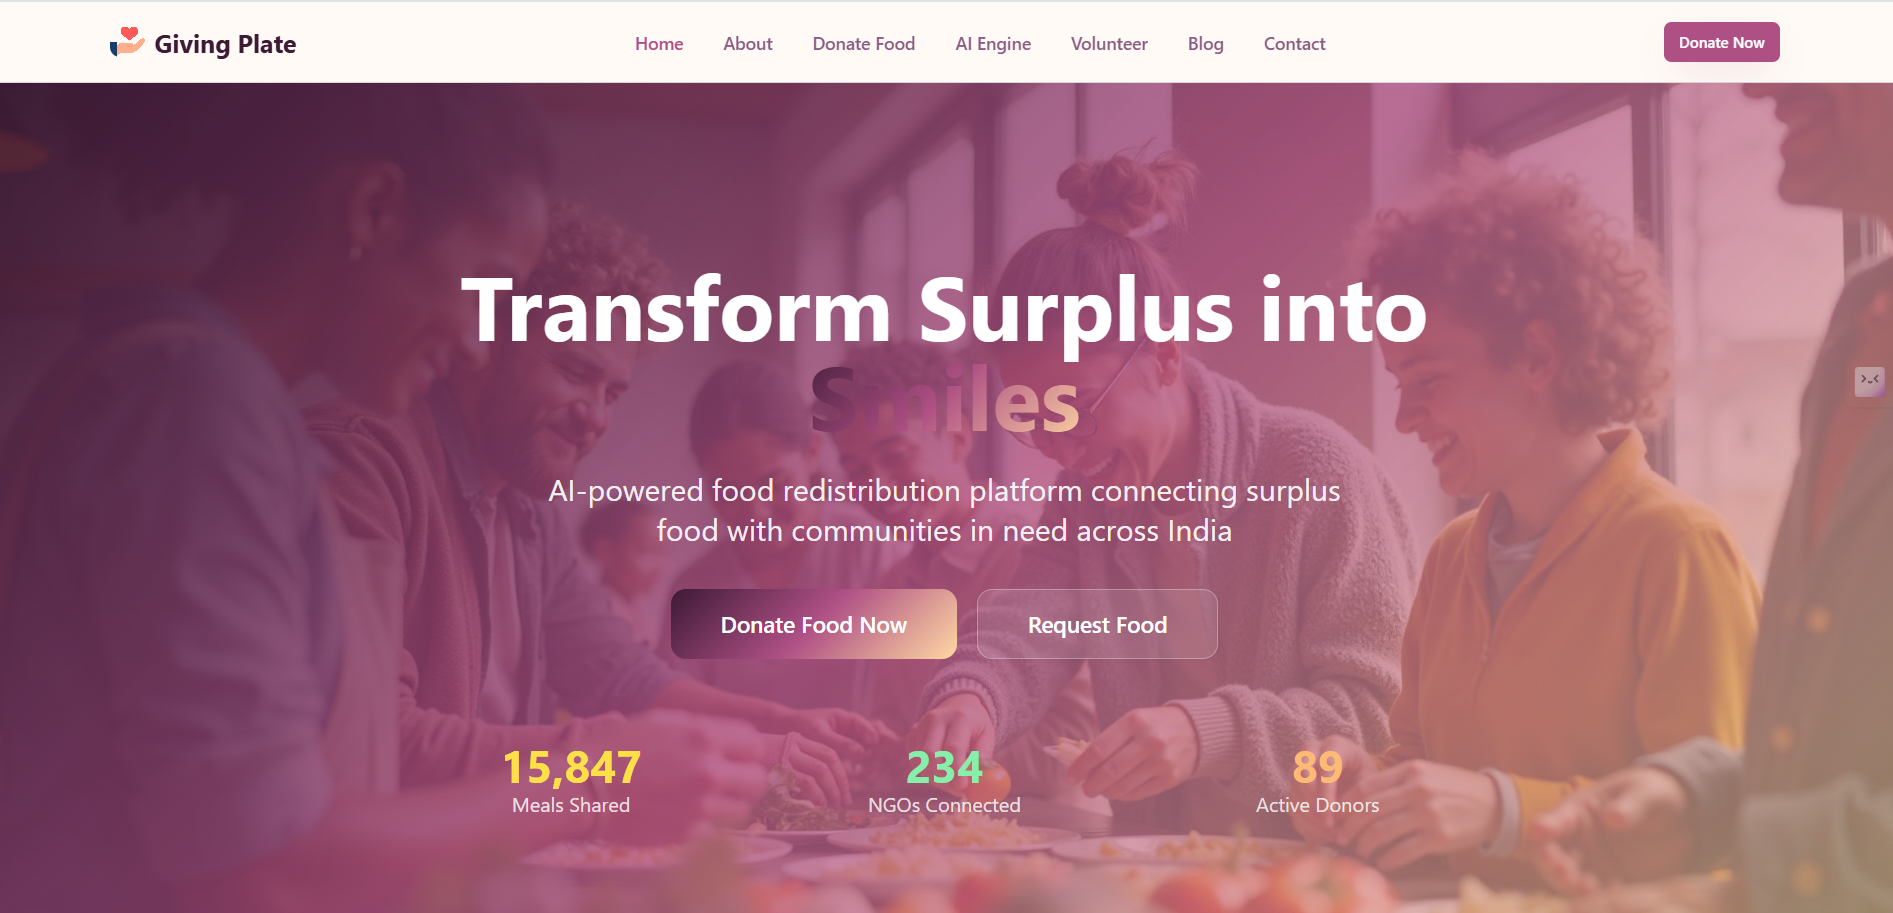 Giving Plate
Home About Donate Food AI Engine Volunteer Blog Contact
Donate Now
Transform Surplus into
Smiles
AI-powered food redistribution platform connecting surplus
food with communities in need across India
Donate Food Now Request Food
15,847 234 89
Meals Shared NGOs Connected Active Donors